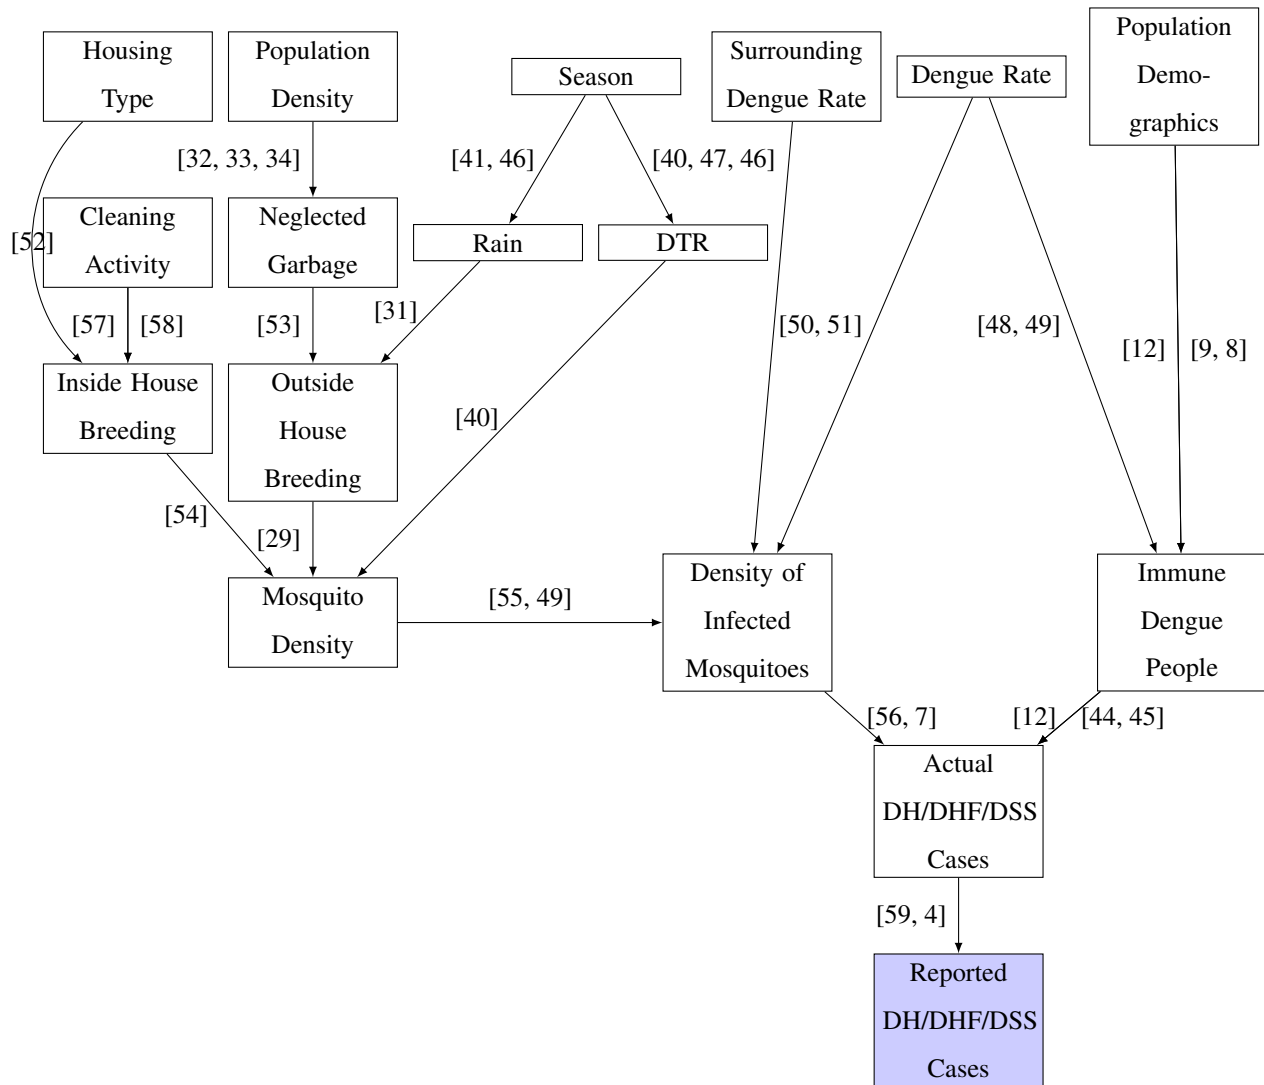 Housing
Type
Population
Density
Season
Surrounding
Dengue Rate
Dengue Rate
Population
Demo-
graphics
[32, 33, 34]
[41, 46]
[40, 47, 46]
[52]
Cleaning
Activity
Neglected
Garbage
Rain
DTR
[57]
[58]
[53]
[31]
[50, 51]
[48, 49]
[12]
[9, 8]
Inside House
Breeding
Outside
House
Breeding
[40]
[54]
[29]
Mosquito
Density
[55, 49]
Density of
Infected
Mosquitoes
Immune
Dengue
People
[56, 7]
[12]
[44, 45]
Actual
DH/DHF/DSS
Cases
[59, 4]
Reported
DH/DHF/DSS
Cases